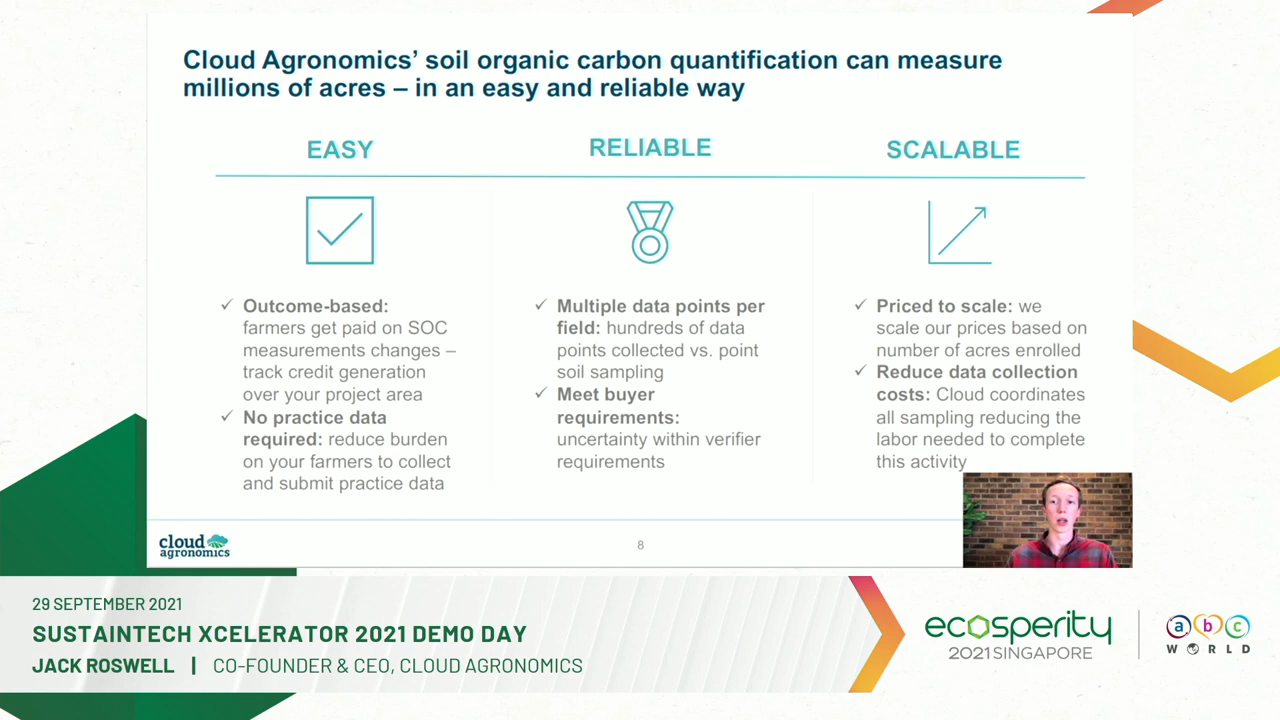 Cloud Agronomics’ soil organic carbon quantification can measure
millions of acres – in an easy and reliable way
EASY
✓ Outcome-based:
farmers get paid on SOC
measurements changes –
track credit generation
over your project area
✓ No practice data
required: reduce burden
on your farmers to collect
and submit practice data
RELIABLE
✓ Multiple data points per
field: hundreds of data
points collected vs. point
soil sampling
✓ Meet buyer
requirements:
uncertainty within verifier
requirements
SCALABLE
✓ Priced to scale: we
scale our prices based on
number of acres enrolled
✓ Reduce data collection
costs: Cloud coordinates
all sampling reducing the
labor needed to complete
this activity
cloud
agronomics
8
29 SEPTEMBER 2021
SUSTAINTECH XCELERATOR 2021 DEMO DAY
JACK ROSWELL | CO-FOUNDER & CEO, CLOUD AGRONOMICS
ecosperity
2021 SINGAPORE
abc
WORLD